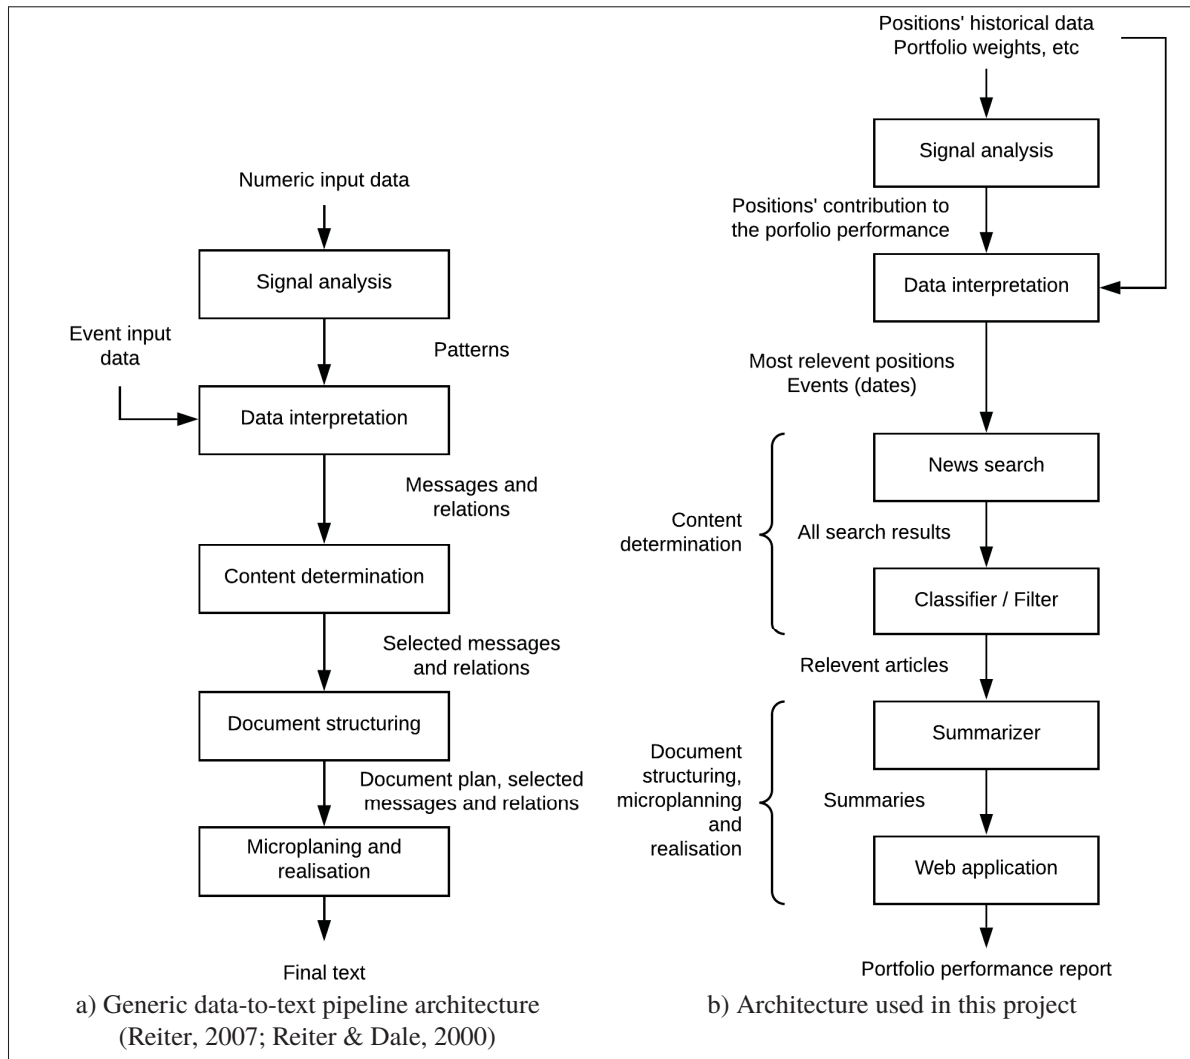 Numeric input data
Signal analysis
Event input
data
Patterns
Data interpretation
Messages and
relations
Content determination
Selected messages
and relations
Document structuring
Document plan, selected
messages and relations
Microplaning and
realisation
Final text
a) Generic data-to-text pipeline architecture
(Reiter, 2007; Reiter & Dale, 2000)
Positions' historical data
Portfolio weights, etc
Signal analysis
Positions' contribution to
the porfolio performance
Data interpretation
Most relevent positions
Events (dates)
News search
Content
determination
All search results
Classifier / Filter
Relevent articles
Summarizer
Document
structuring,
microplanning
and
realisation
Summaries
Web application
Portfolio performance report
b) Architecture used in this project